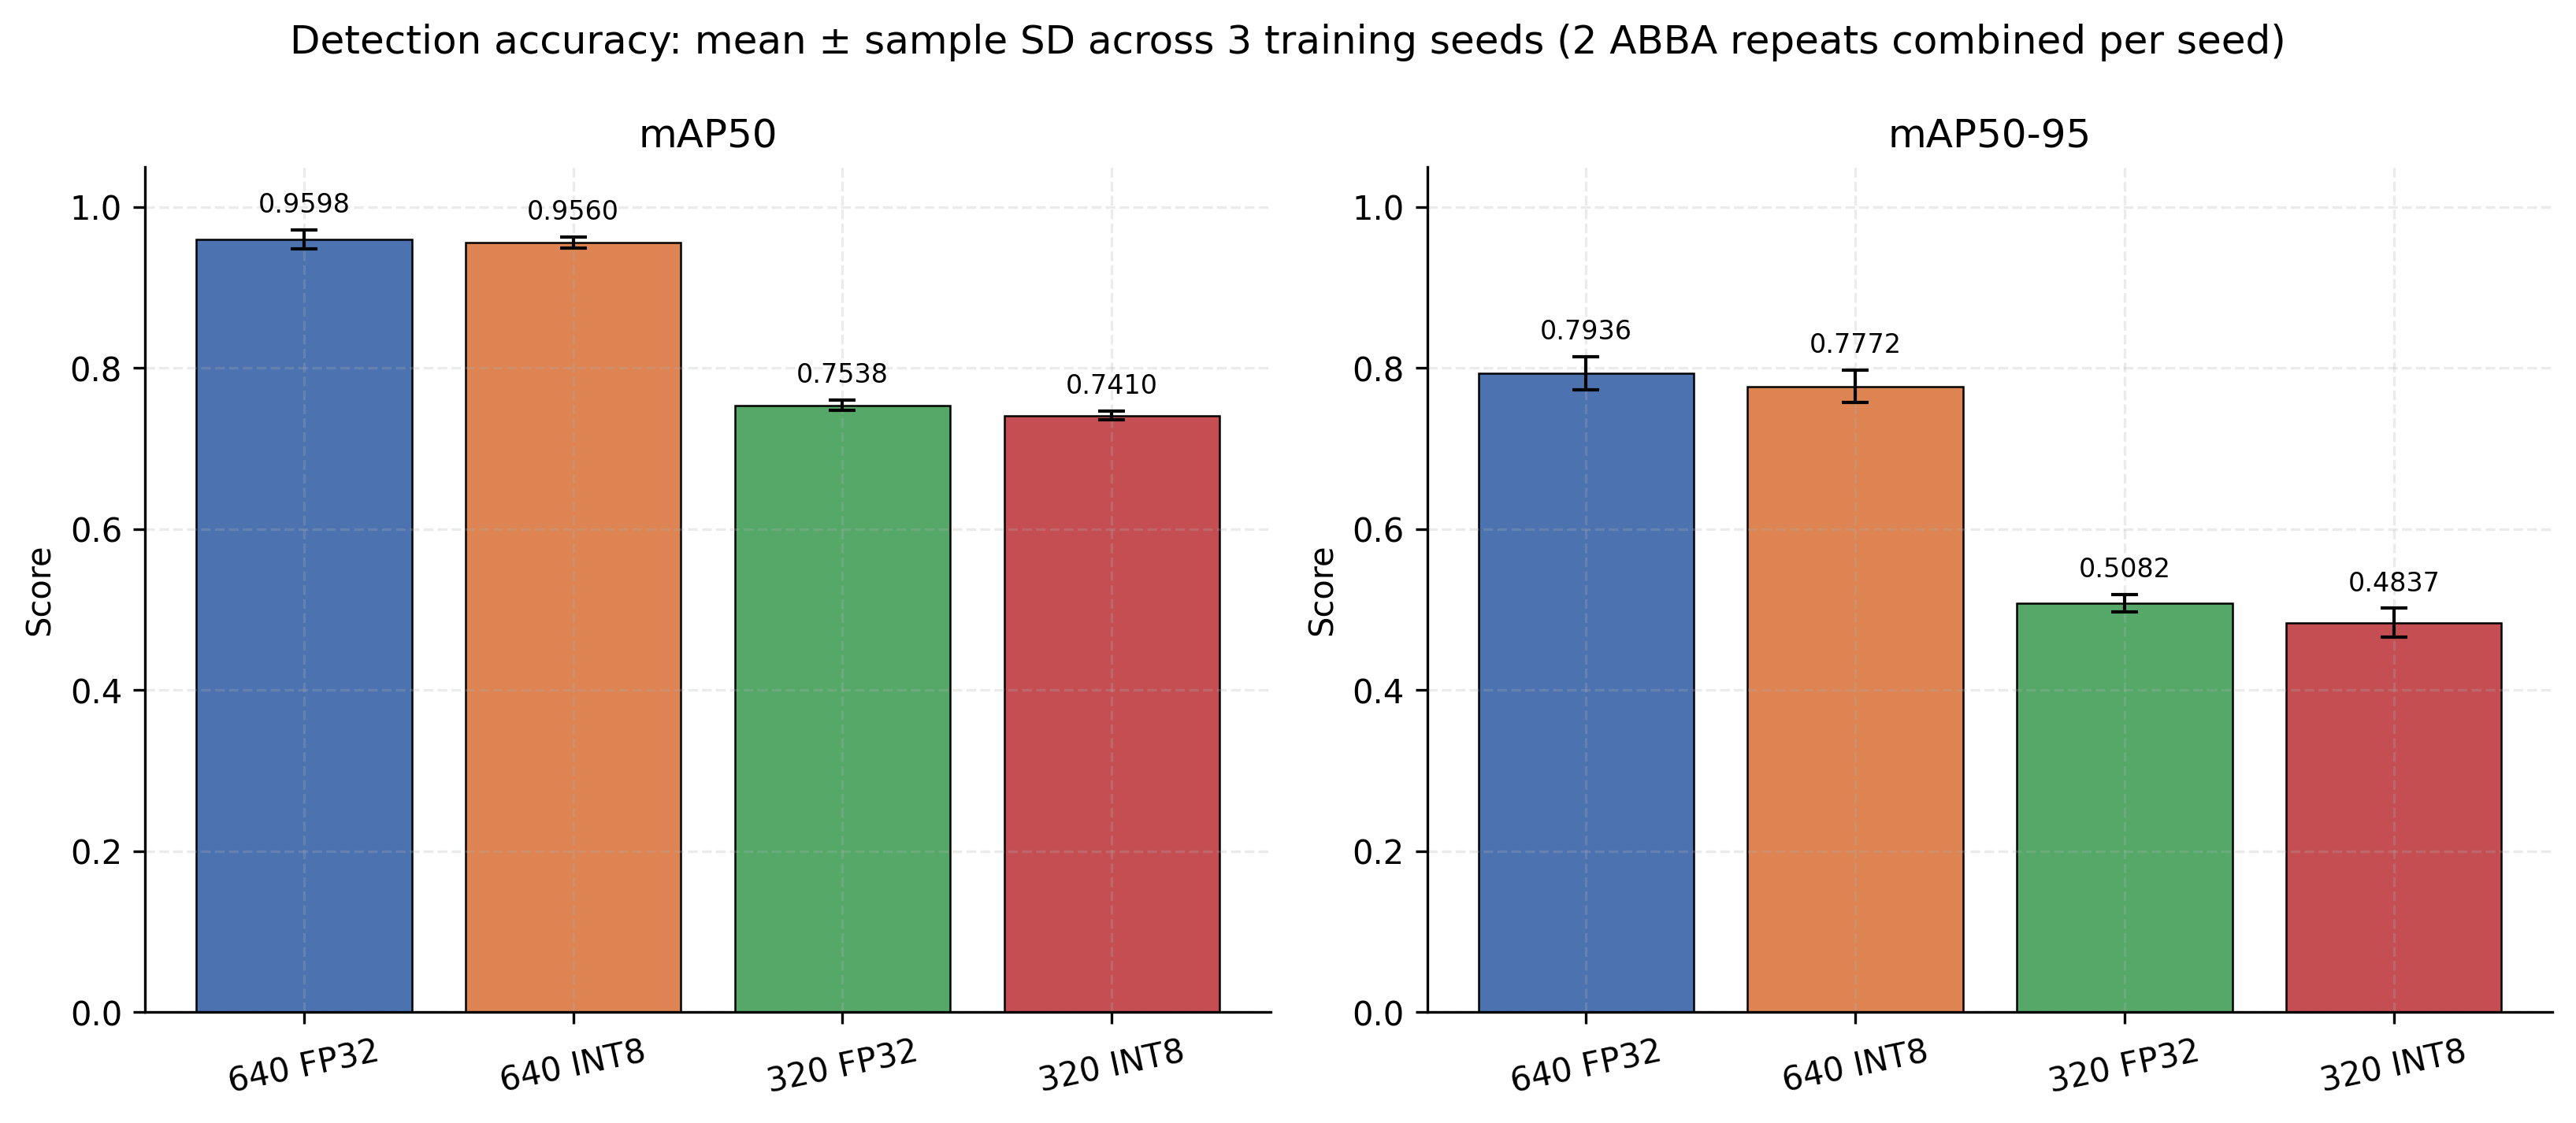 Detection accuracy: mean ± sample SD across 3 training seeds (2 ABBA repeats combined per seed)
mAP50
Score
1.0
0.8
0.6
0.4
0.2
0.0
0.9598
0.9560
0.7538
0.7410
640 FP32
640 INT8
320 FP32
320 INT8
mAP50-95
Score
1.0
0.8
0.6
0.4
0.2
0.0
0.7936
0.7772
0.5082
0.4837
640 FP32
640 INT8
320 FP32
320 INT8